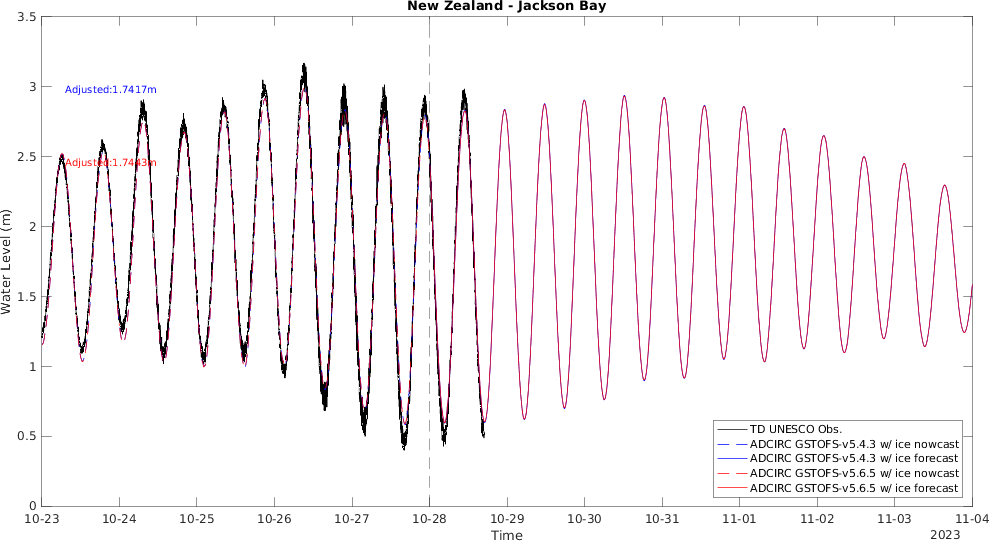 New Zealand - Jackson Bay
3.5
3
2.5
2
1.5
1
0.5
0
Water Level (m)
Adjusted:1.7417m
Adjusted:1.7443m
TD UNESCO Obs.
ADCIRC GSTOFS-v5.4.3 w/ ice nowcast
ADCIRC GSTOFS-v5.4.3 w/ ice forecast
ADCIRC GSTOFS-v5.6.5 w/ ice nowcast
ADCIRC GSTOFS-v5.6.5 w/ ice forecast
10-23 10-24 10-25 10-26 10-27 10-28 10-29 10-30 10-31 11-01 11-02 11-03 11-04
Time
2023